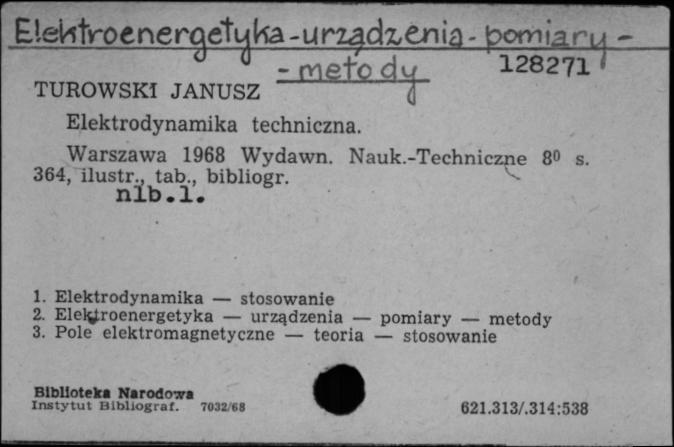 Elektroenergetyka-urządzenia-pomiary-
-metody 128271
TUROWSKI JANUSZ
Elektrodynamika techniczna.
Warszawa 1968 Wydawn. Nauk.-Techniczne 8⁰ s.
364, ilustr., tab., bibliogr.
nlb.1.
1. Elektrodynamika — stosowanie
2. Elektroenergetyka — urządzenia — pomiary — metody
3. Pole elektromagnetyczne — teoria — stosowanie
Biblioteka Narodowa
Instytut Bibliograf. 7032/68
621.313/.314:538